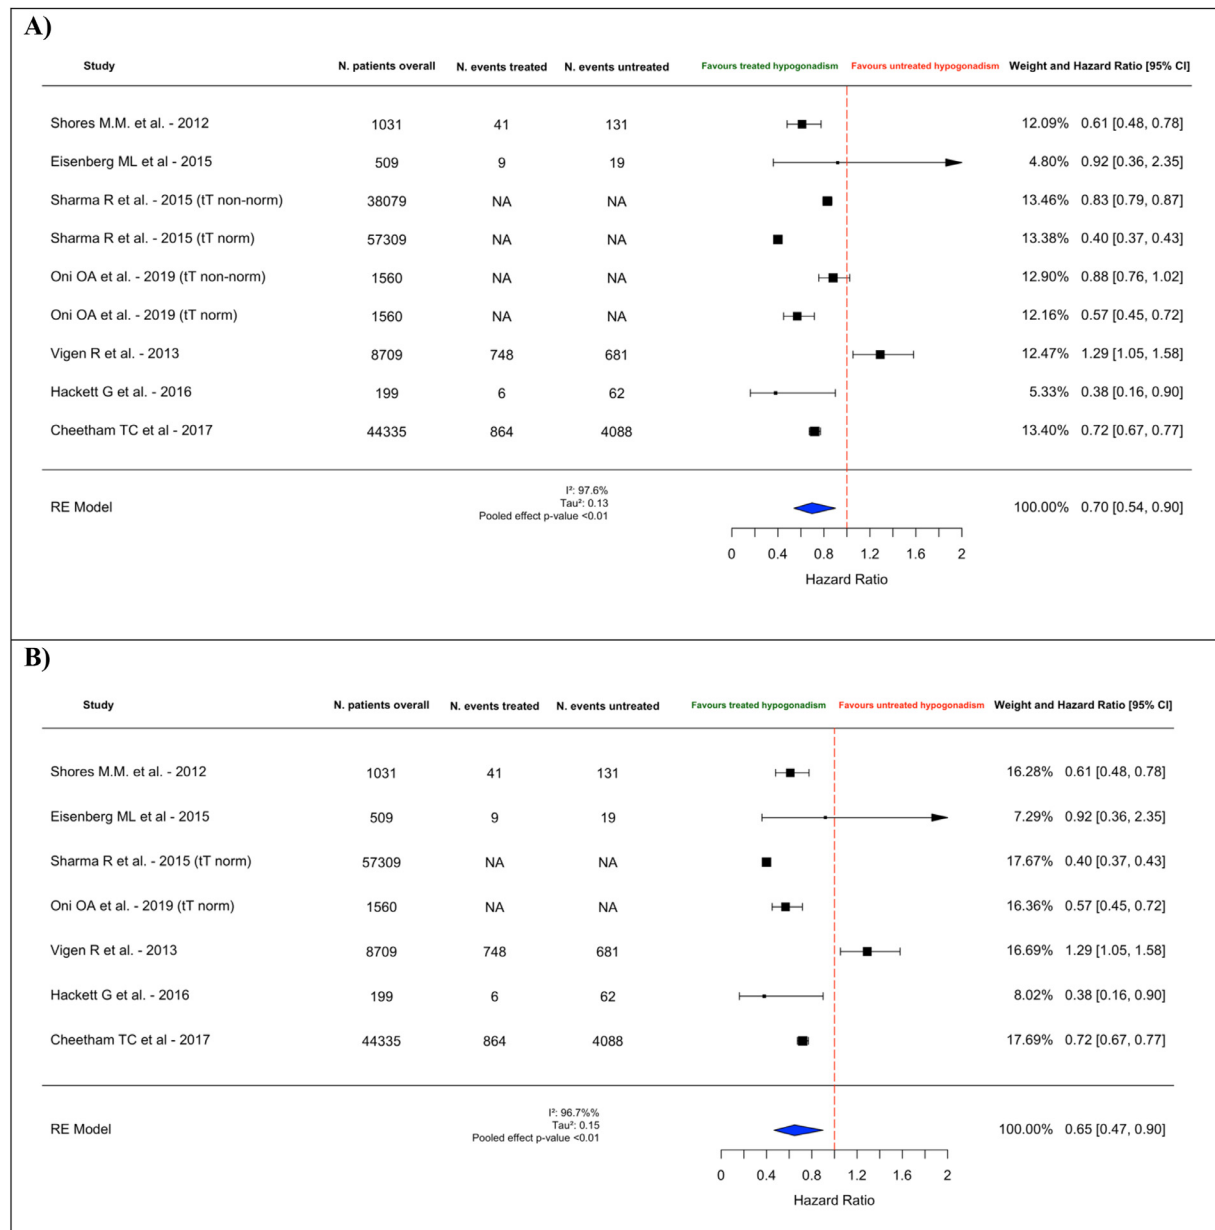 A)
Study N. patients overall N. events treated N. events untreated Favours treated hypogonadism Favours untreated hypogonadism Weight and Hazard Ratio [95% CI]
Shores M.M. et al. - 2012 1031 41 131 12.09% 0.61 [0.48, 0.78]
Eisenberg ML et al - 2015 509 9 19 4.80% 0.92 [0.36, 2.35]
Sharma R et al. - 2015 (tT non-norm) 38079 NA NA 13.46% 0.83 [0.79, 0.87]
Sharma R et al. - 2015 (tT norm) 57309 NA NA 13.38% 0.40 [0.37, 0.43]
Oni OA et al. - 2019 (tT non-norm) 1560 NA NA 12.90% 0.88 [0.76, 1.02]
Oni OA et al. - 2019 (tT norm) 1560 NA NA 12.16% 0.57 [0.45, 0.72]
Vigen R et al. - 2013 8709 748 681 12.47% 1.29 [1.05, 1.58]
Hackett G et al. - 2016 199 6 62 5.33% 0.38 [0.16, 0.90]
Cheetham TC et al - 2017 44335 864 4088 13.40% 0.72 [0.67, 0.77]
I²: 97.6%
RE Model Tau²: 0.13 100.00% 0.70 [0.54, 0.90]
Pooled effect p-value <0.01
0 0.4 0.8 1.2 1.6 2
Hazard Ratio
B)
Study N. patients overall N. events treated N. events untreated Favours treated hypogonadism Favours untreated hypogonadism Weight and Hazard Ratio [95% CI]
Shores M.M. et al. - 2012 1031 41 131 16.28% 0.61 [0.48, 0.78]
Eisenberg ML et al - 2015 509 9 19 7.29% 0.92 [0.36, 2.35]
Sharma R et al. - 2015 (tT norm) 57309 NA NA 17.67% 0.40 [0.37, 0.43]
Oni OA et al. - 2019 (tT norm) 1560 NA NA 16.36% 0.57 [0.45, 0.72]
Vigen R et al. - 2013 8709 748 681 16.69% 1.29 [1.05, 1.58]
Hackett G et al. - 2016 199 6 62 8.02% 0.38 [0.16, 0.90]
Cheetham TC et al - 2017 44335 864 4088 17.69% 0.72 [0.67, 0.77]
I²: 96.7%%
RE Model Tau²: 0.15 100.00% 0.65 [0.47, 0.90]
Pooled effect p-value <0.01
0 0.4 0.8 1.2 1.6 2
Hazard Ratio